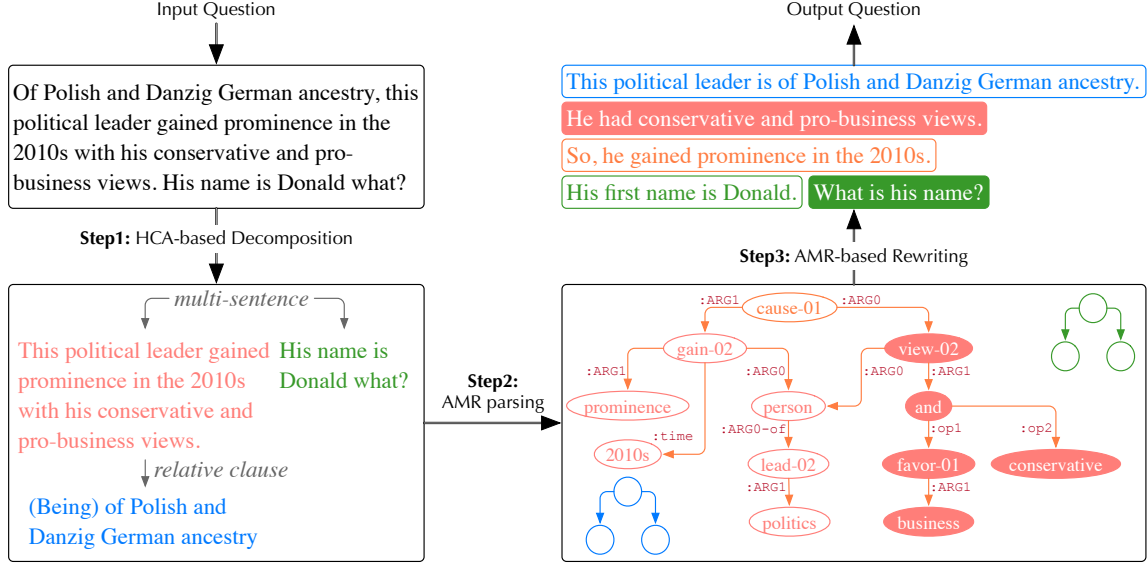 Input Question
Of Polish and Danzig German ancestry, this
political leader gained prominence in the
2010s with his conservative and pro-
business views. His name is Donald what?
Step1: HCA-based Decomposition
multi-sentence
This political leader gained
prominence in the 2010s
with his conservative and
pro-business views.
His name is
Donald what?
relative clause
(Being) of Polish and
Danzig German ancestry
Step2:
AMR parsing
Output Question
This political leader is of Polish and Danzig German ancestry.
He had conservative and pro-business views.
So, he gained prominence in the 2010s.
His first name is Donald. What is his name?
Step3: AMR-based Rewriting
:ARG1 cause-01 :ARG0
gain-02 view-02
:ARG1 :ARG0 :ARG0 :ARG1
prominence person and
:time :ARG0-of :op1 :op2
2010s lead-02 favor-01 conservative
:ARG1 :ARG1
politics business